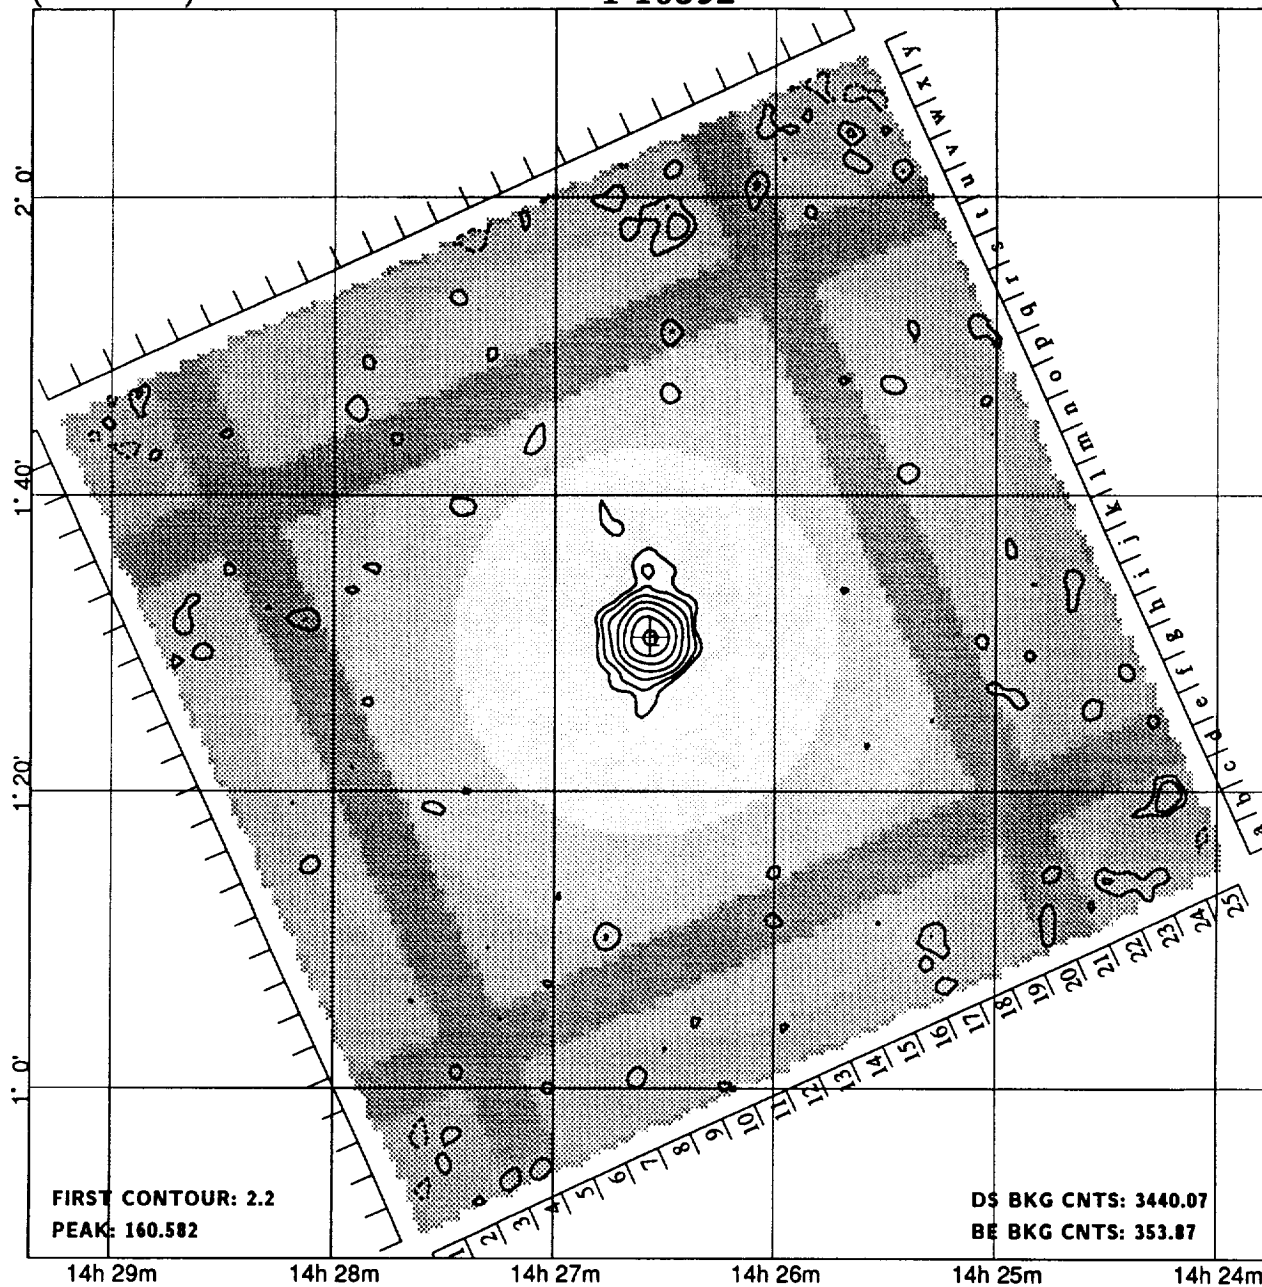 y
x
w
v
u
t
s
r
q
p
o
n
m
l
k
j
i
h
g
f
e
d
c
b
a
2° 0'
1° 40'
1° 20'
1° 0'
1
2
3
4
5
6
7
8
9
10
11
12
13
14
15
16
17
18
19
20
21
22
23
24
25
FIRST CONTOUR: 2.2
PEAK: 160.582
DS BKG CNTS: 3440.07
BE BKG CNTS: 353.87
14h 29m
14h 28m
14h 27m
14h 26m
14h 25m
14h 24m